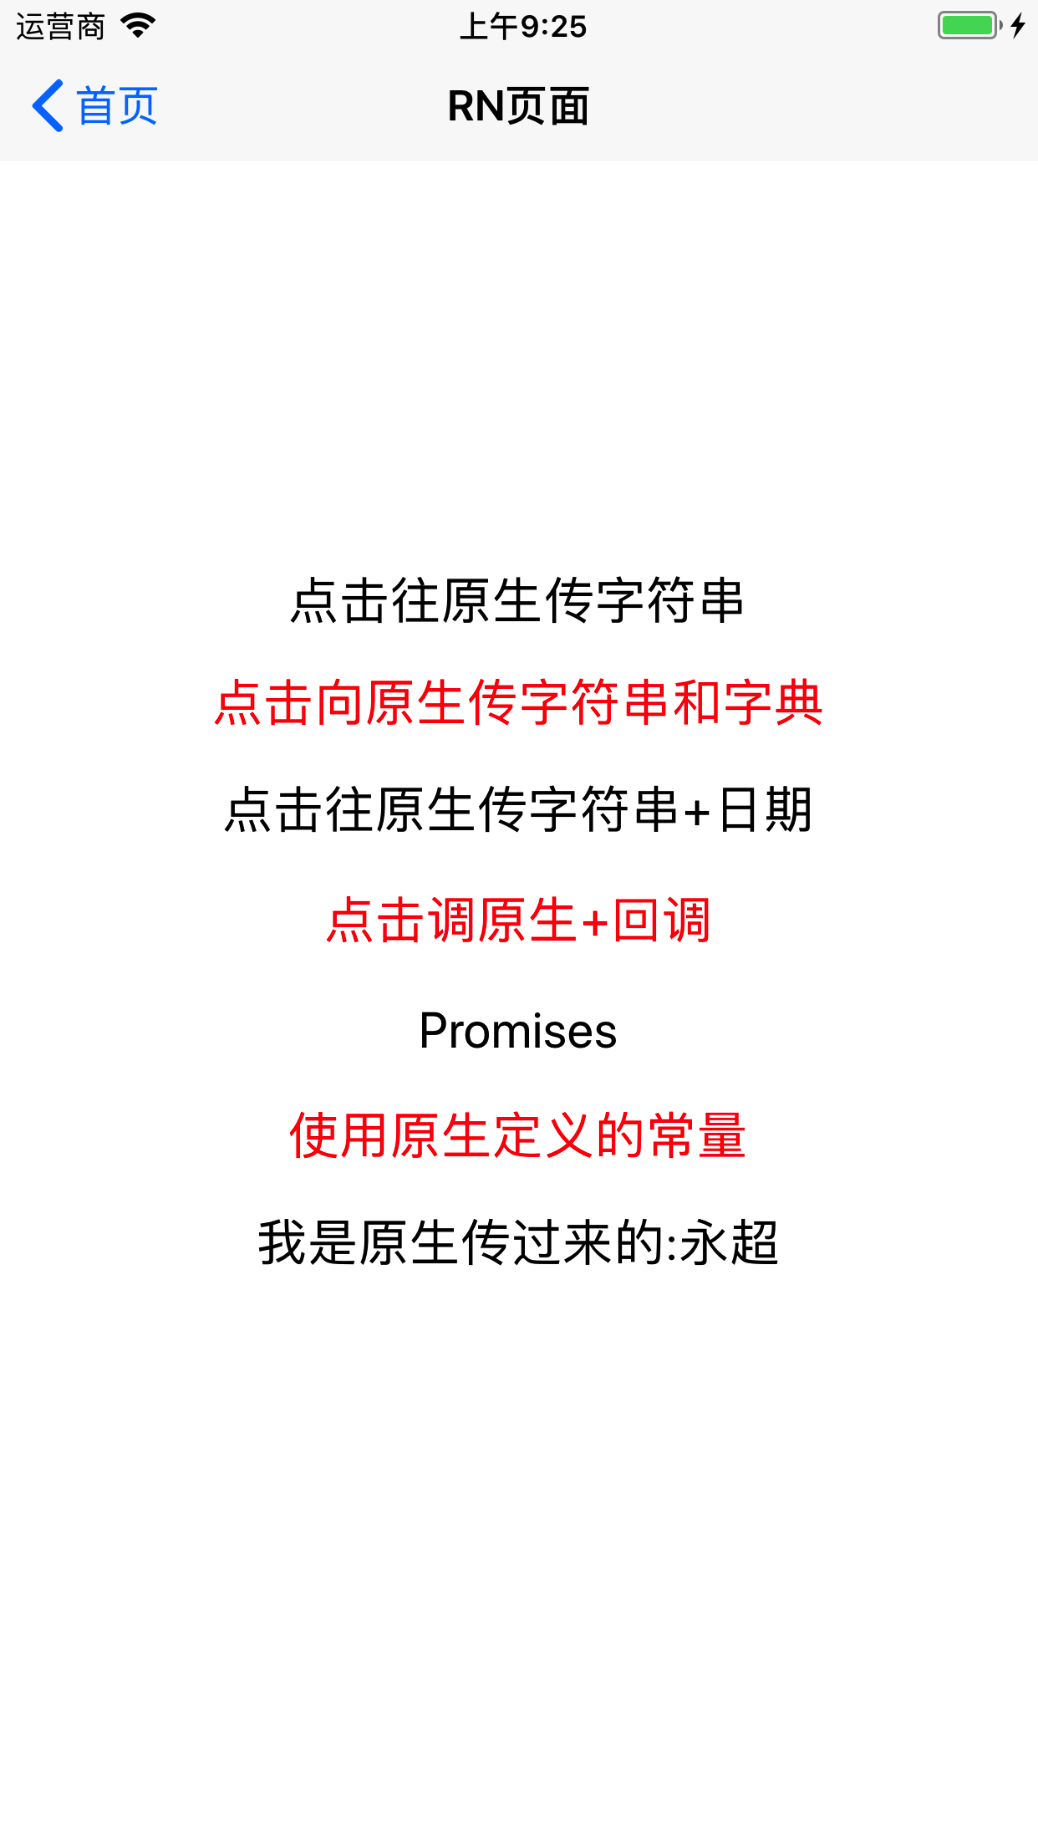 运营商 上午9:25
首页 RN页面
点击往原生传字符串
点击向原生传字符串和字典
点击往原生传字符串+日期
点击调原生+回调
Promises
使用原生定义的常量
我是原生传过来的:永超